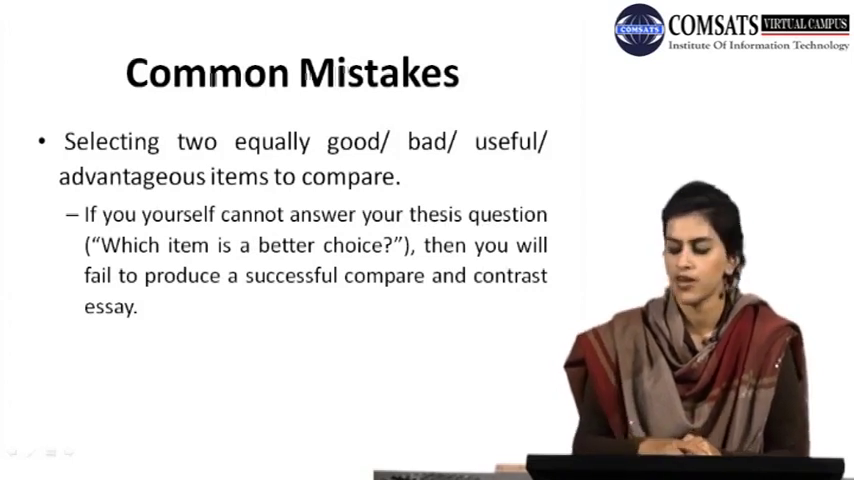 COMSATS VIRTUAL CAMPUS
COMSATS
Institute Of Information Technology
Common Mistakes
• Selecting two equally good/ bad/ useful/
advantageous items to compare.
– If you yourself cannot answer your thesis question
(“Which item is a better choice?”), then you will
fail to produce a successful compare and contrast
essay.